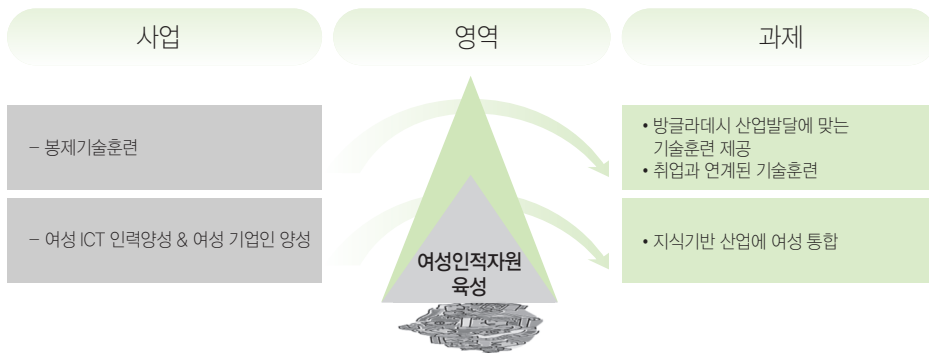 사업
영역
과제
– 봉제기술훈련
• 방글라데시 산업발달에 맞는
기술훈련 제공
• 취업과 연계된 기술훈련
– 여성 ICT 인력양성 & 여성 기업인 양성
여성인적자원
육성
• 지식기반 산업에 여성 통합